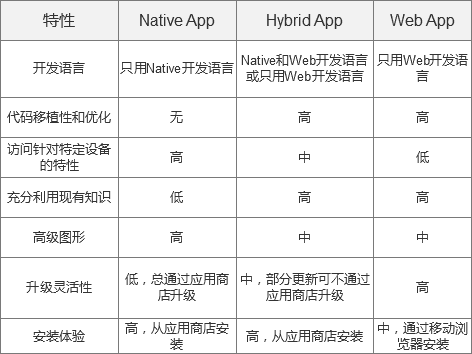 特性 Native App Hybrid App Web App
开发语言 只用Native开发语言 Native和Web开发语言
或只用Web开发语言 只用Web开发语
言
代码移植性和优化 无 高 高
访问针对特定设备
的特性 高 中 低
充分利用现有知识 低 高 高
高级图形 高 中 中
升级灵活性 低，总通过应用商
店升级 中，部分更新可不通过
应用商店升级 高
安装体验 高，从应用商店安
装 高，从应用商店安装 中，通过移动浏
览器安装